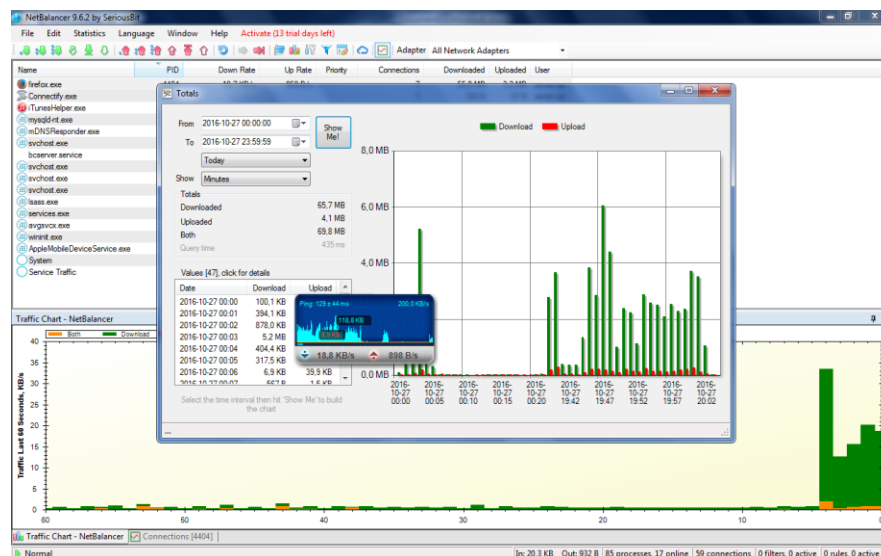 NetBalancer 9.6.2 by SeriousBit
File Edit Statistics Language Window Help Activate (13 trial days left)
Adapter All Network Adapters
Name PID Down Rate Up Rate Priority Connections Downloaded Uploaded User
firefox.exe
Connectify.exe
iTunesHelper.exe
mysqld-nt.exe
mDNSResponder.exe
svchost.exe
bcserver.service
svchost.exe
svchost.exe
svchost.exe
lsass.exe
services.exe
avgsvcx.exe
wininit.exe
AppleMobileDeviceService.exe
System
Service Traffic
Totals
From 2016-10-27 00:00:00
To 2016-10-27 23:59:59
Show Me!
Today
Show Minutes
Totals
Downloaded 65,7 MB
Uploaded 4,1 MB
Both 69,8 MB
Query time 435 ms
Values [47], click for details
Date Download Upload
2016-10-27 00:00 100,1 KB
2016-10-27 00:01 394,1 KB
2016-10-27 00:02 878,0 KB
2016-10-27 00:03 5,2 MB
2016-10-27 00:04 404,4 KB
2016-10-27 00:05 317,5 KB
2016-10-27 00:06 6,9 KB 39,9 KB
2016-10-27 00:07 567 B 1,5 KB
Select the time interval then hit 'Show Me' to build
the chart
Ping: 129 ± 44 ms 200,0 KB/s
118,8 KB
18,8 KB/s 898 B/s
Download Upload
8,0 MB
6,0 MB
4,0 MB
0,0 MB
2016-10-27 00:00
2016-10-27 00:05
2016-10-27 00:10
2016-10-27 00:15
2016-10-27 00:20
2016-10-27 19:42
2016-10-27 19:47
2016-10-27 19:52
2016-10-27 19:57
2016-10-27 20:02
Traffic Chart - NetBalancer
Both Download
Traffic Last 60 Seconds, KB/s
40
35
30
25
20
15
10
5
0
60 50 40 30 20 10 0
Traffic Chart - NetBalancer Connections [4404]
Normal In: 20,3 KB Out: 932 B 85 processes, 17 online 59 connections 0 filters, 0 active 0 rules, 0 active